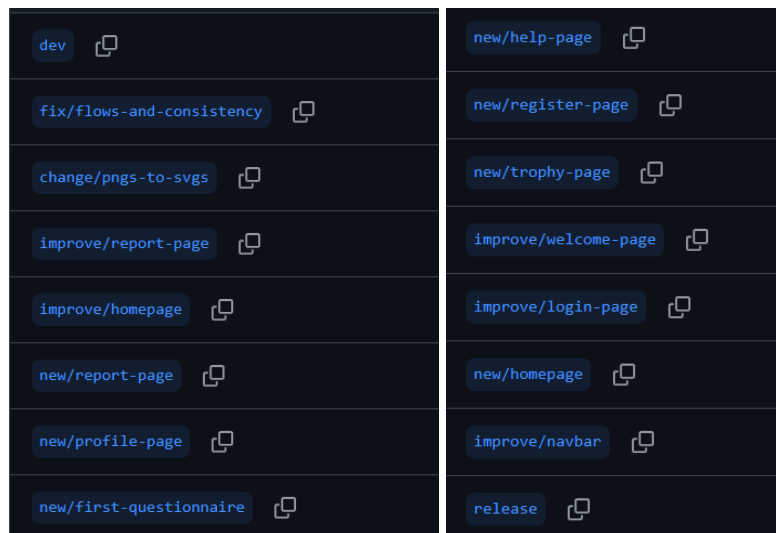 dev
fix/flows-and-consistency
change/pngs-to-svgs
improve/report-page
improve/homepage
new/report-page
new/profile-page
new/first-questionnaire
new/help-page
new/register-page
new/trophy-page
improve/welcome-page
improve/login-page
new/homepage
improve/navbar
release